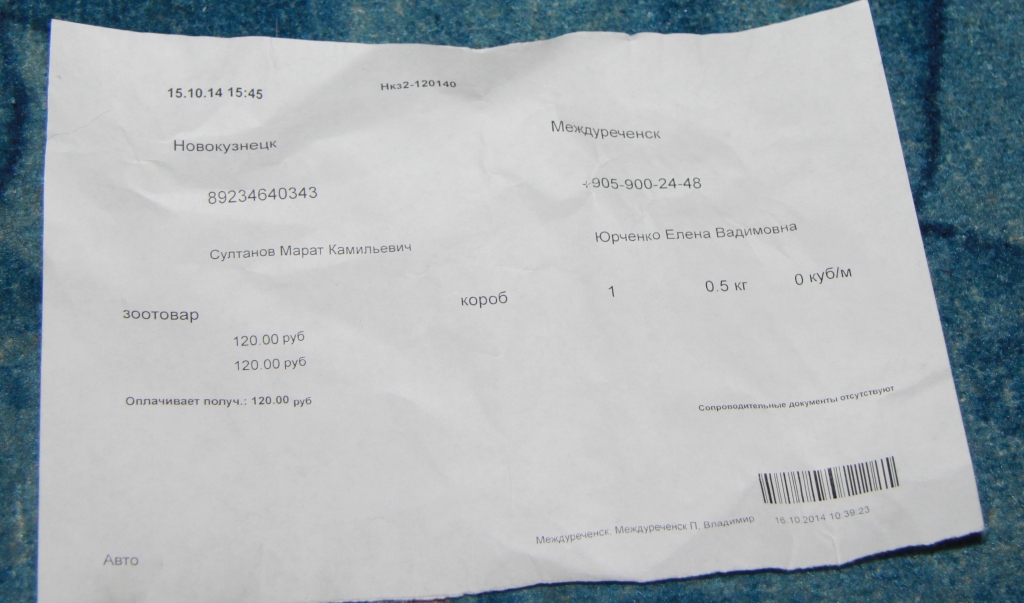 15.10.14 15:45
Нкз2-120140
Новокузнецк
Междуреченск
89234640343
+905-900-24-48
Султанов Марат Камильевич
Юрченко Елена Вадимовна
зоотовар короб 1 0.5 кг 0 куб/м
120.00 руб
120.00 руб
Оплачивает получ.: 120.00 руб
Сопроводительные документы отсутствуют
Междуреченск, Междуреченск П, Владимир 16.10.2014 10:39:23
Авто